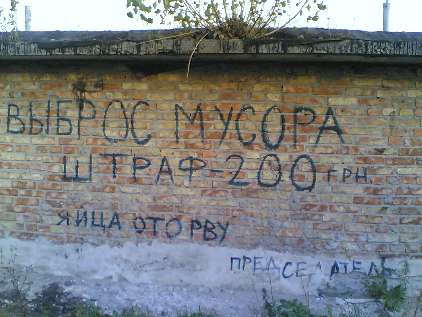 ВЫБРОС МУСОРА
ШТРАФ-200 ГРН.
ЯЙЦА ОТОРВУ
ПРЕДСЕДАТЕЛЬ